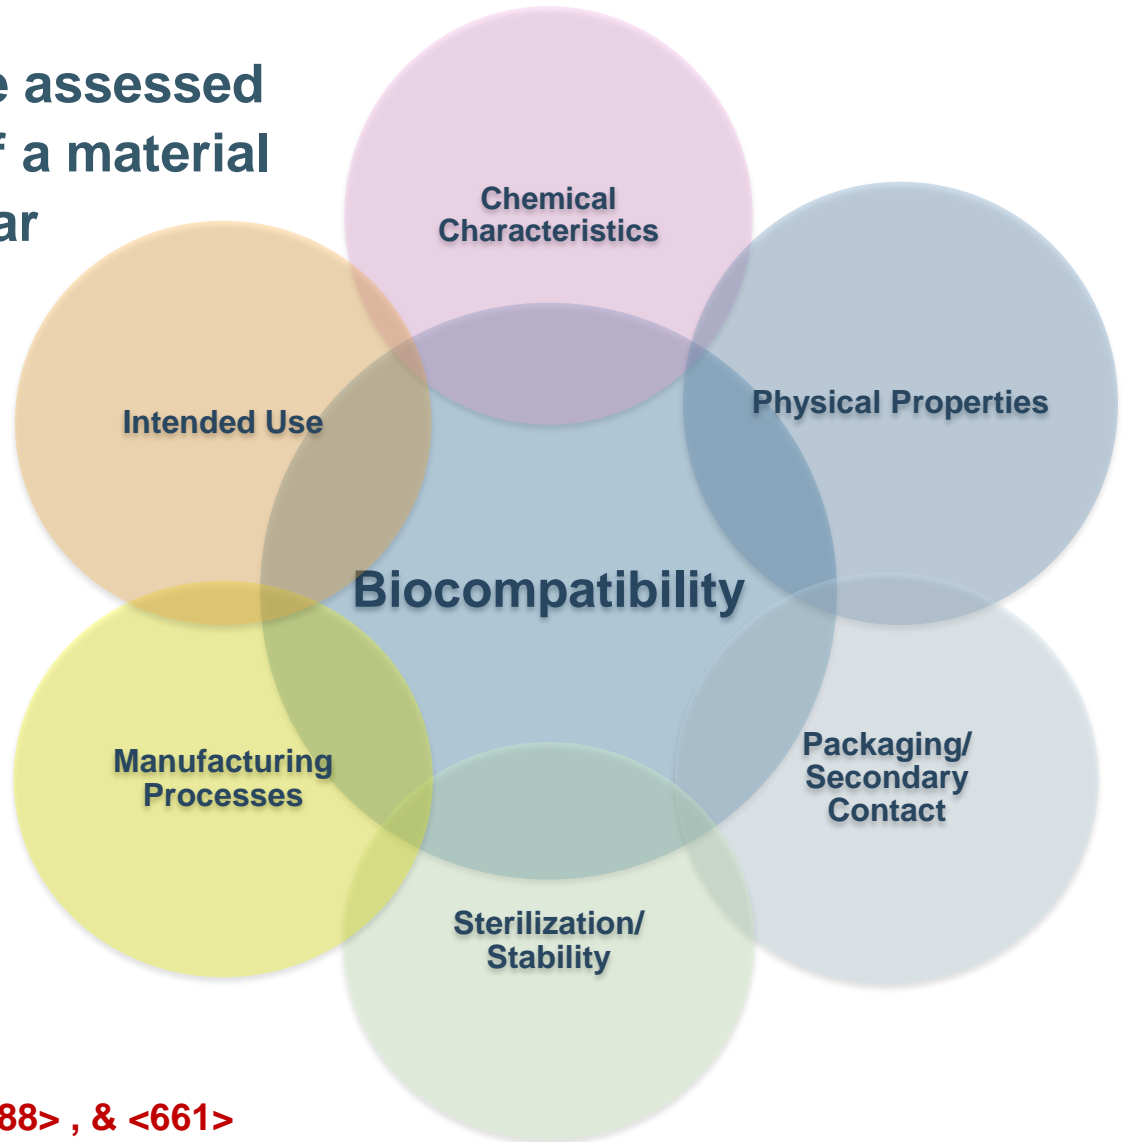 e assessed
f a material
ar
Chemical
Characteristics
Physical Properties
Intended Use
Biocompatibility
Manufacturing
Processes
Packaging/
Secondary
Contact
Sterilization/
Stability
88> , & <661>